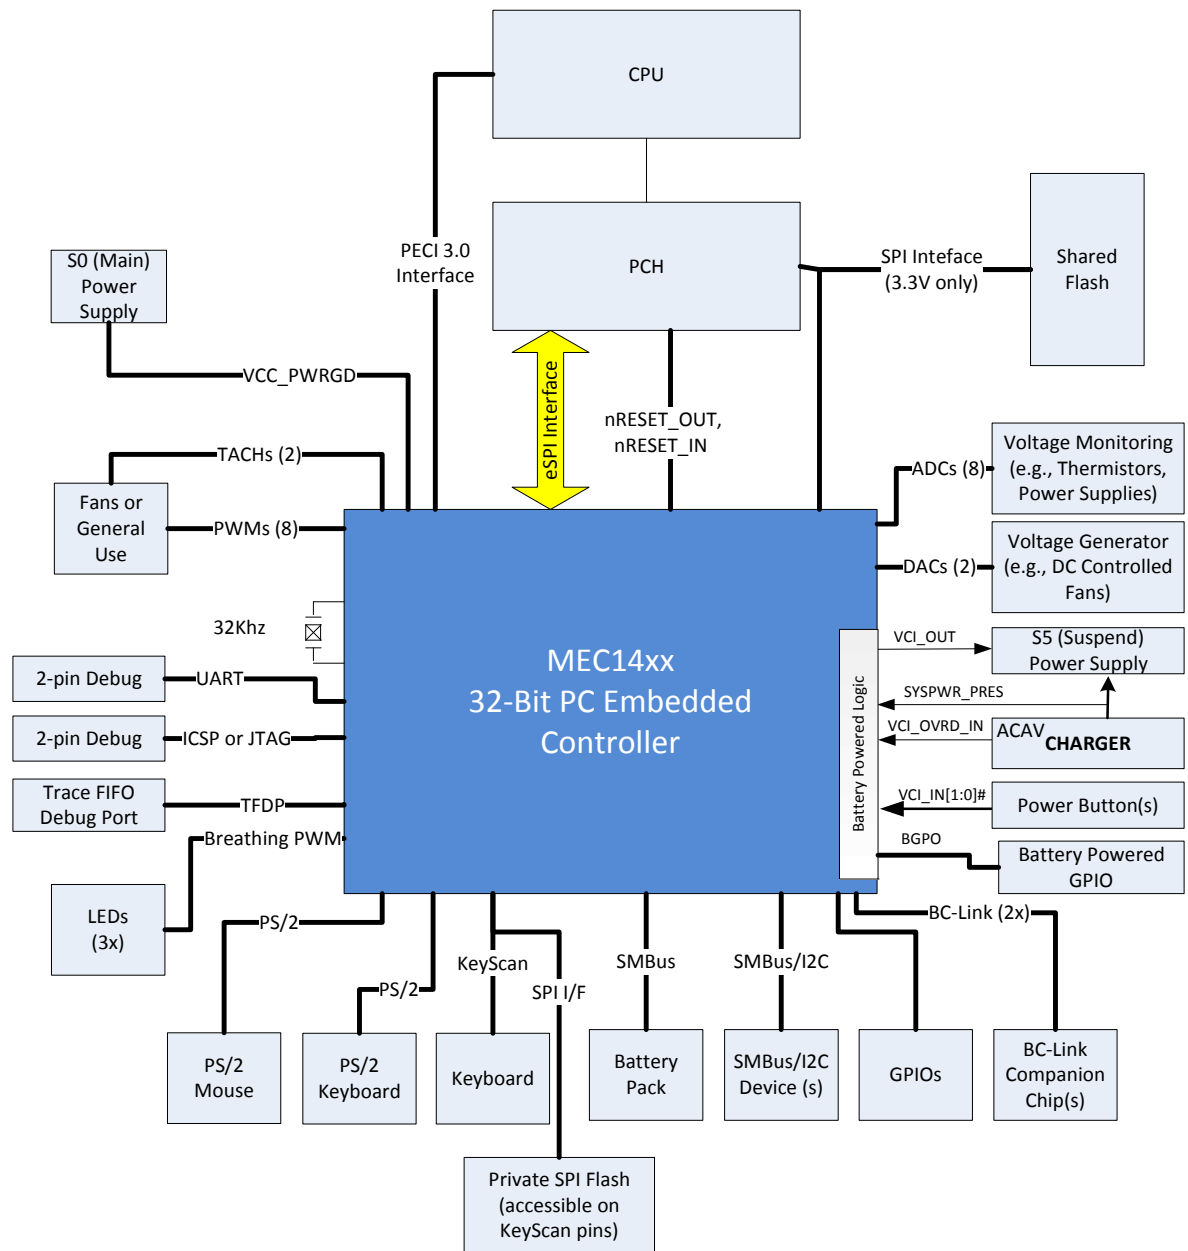 CPU
PCH
PECI 3.0
Interface
SPI Inteface
(3.3V only)
Shared
Flash
S0 (Main)
Power
Supply
VCC_PWRGD
eSPI Interface
nRESET_OUT,
nRESET_IN
TACHs (2)
Fans or
General
Use
PWMs (8)
ADCs (8)
Voltage Monitoring
(e.g., Thermistors,
Power Supplies)
DACs (2)
Voltage Generator
(e.g., DC Controlled
Fans)
32Khz
MEC14xx
32-Bit PC Embedded
Controller
Battery Powered Logic
VCI_OUT
S5 (Suspend)
Power Supply
SYSPWR_PRES
VCI_OVRD_IN
ACAV
CHARGER
VCI_IN[1:0]#
Power Button(s)
BGPO
Battery Powered
GPIO
2-pin Debug
UART
2-pin Debug
ICSP or JTAG
Trace FIFO
Debug Port
TFDP
Breathing PWM
LEDs
(3x)
PS/2
PS/2
KeyScan
SPI I/F
SMBus
SMBus/I2C
BC-Link (2x)
PS/2
Mouse
PS/2
Keyboard
Keyboard
Battery
Pack
SMBus/I2C
Device (s)
GPIOs
BC-Link
Companion
Chip(s)
Private SPI Flash
(accessible on
KeyScan pins)